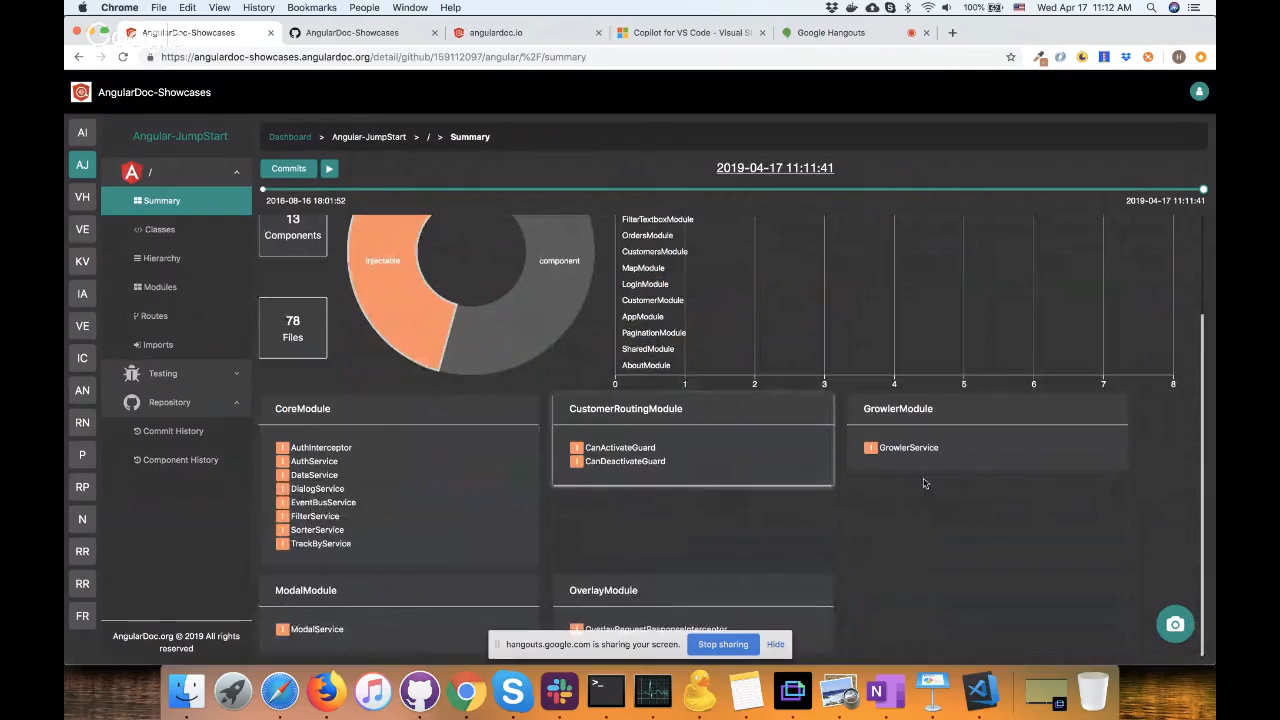 Chrome File Edit View History Bookmarks People Window Help
100% Wed Apr 17 11:12 AM
AngularDoc-Showcases
AngularDoc-Showcases
angulardoc.io
Copilot for VS Code - Visual St
Google Hangouts
https://angulardoc-showcases.angulardoc.org/detail/github/169112097/angular/%2F/summary
H
AngularDoc-Showcases
AI
AJ
VH
VE
KV
IA
VE
IC
AN
RN
P
RP
N
RR
RR
FR
Angular-JumpStart
/
Summary
Classes
Hierarchy
Modules
Routes
Imports
Testing
Repository
Commit History
Component History
AngularDoc.org © 2019 All rights
reserved
Dashboard > Angular-JumpStart > / > Summary
Commits
2019-04-17 11:11:41
2016-08-16 18:01:52
2019-04-17 11:11:41
13
Components
78
Files
injectable
component
FilterTextboxModule
OrdersModule
CustomersModule
MapModule
LoginModule
CustomerModule
AppModule
PaginationModule
SharedModule
AboutModule
0 1 2 3 4 5 6 7 8
CoreModule
I AuthInterceptor
I AuthService
I DataService
I DialogService
I EventBusService
I FilterService
I SorterService
I TrackByService
CustomerRoutingModule
I CanActivateGuard
I CanDeactivateGuard
GrowlerModule
I GrowlerService
ModalModule
I ModalService
OverlayModule
I OverlayRequestResponseInterceptor
hangouts.google.com is sharing your screen.
Stop sharing
Hide